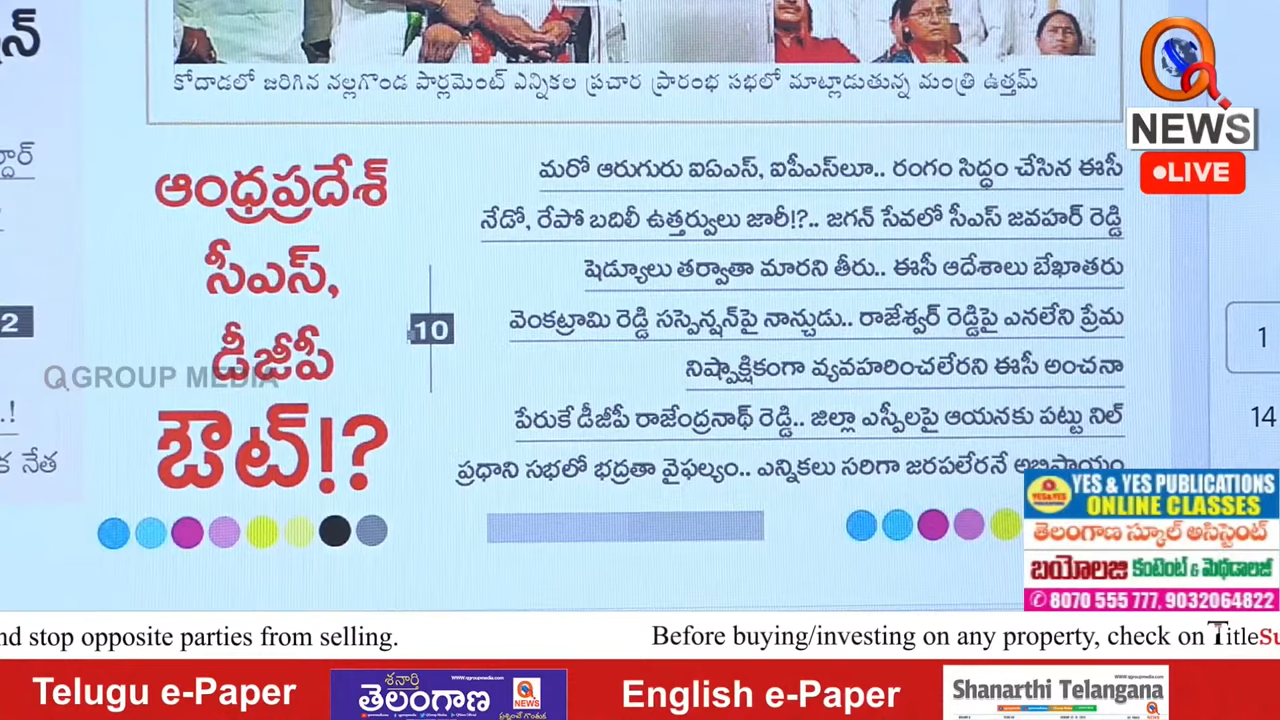 కోదాడలో జరిగిన నల్లగొండ పార్లమెంట్ ఎన్నికల ప్రచార ప్రారంభ సభలో మాట్లాడుతున్న మంత్రి ఉత్తమ్
ఆంధ్రప్రదేశ్
సీఎస్,
డీజీపీ
ఔట్!?
10
మరో ఆరుగురు ఐఏఎస్, ఐపీఎస్‌లూ.. రంగం సిద్ధం చేసిన ఈసీ
నేడో, రేపో బదిలీ ఉత్తర్వులు జారీ!?.. జగన్ సేవలో సీఎస్ జవహర్ రెడ్డి
షెడ్యూలు తర్వాతా మారని తీరు.. ఈసీ ఆదేశాలు బేఖాతరు
వెంకట్రామి రెడ్డి సస్పెన్షన్‌పై నాన్చుడు.. రాజేశ్వర్ రెడ్డిపై ఎనలేని ప్రేమ
నిష్పాక్షికంగా వ్యవహరించలేరని ఈసీ అంచనా
పేరుకే డీజీపీ రాజేంద్రనాథ్ రెడ్డి.. జిల్లా ఎస్పీలపై ఆయనకు పట్టు నిల్
ప్రధాని సభలో భద్రతా వైఫల్యం.. ఎన్నికలు సరిగా జరపలేరనే అభిప్రాయం
2
నేత
1
14
QGROUP MEDIA
Q
NEWS
LIVE
YES & YES PUBLICATIONS
ONLINE CLASSES
తెలంగాణ స్కూల్ అసిస్టెంట్
బయోలజి కంటెంట్ & మెథడాలజీ
8070 555 777, 9032064822
nd stop opposite parties from selling.
Before buying/investing on any property, check on TitleSu
Telugu e-Paper
శనార్తి
తెలంగాణ
NEWS
English e-Paper
Shanarthi Telangana